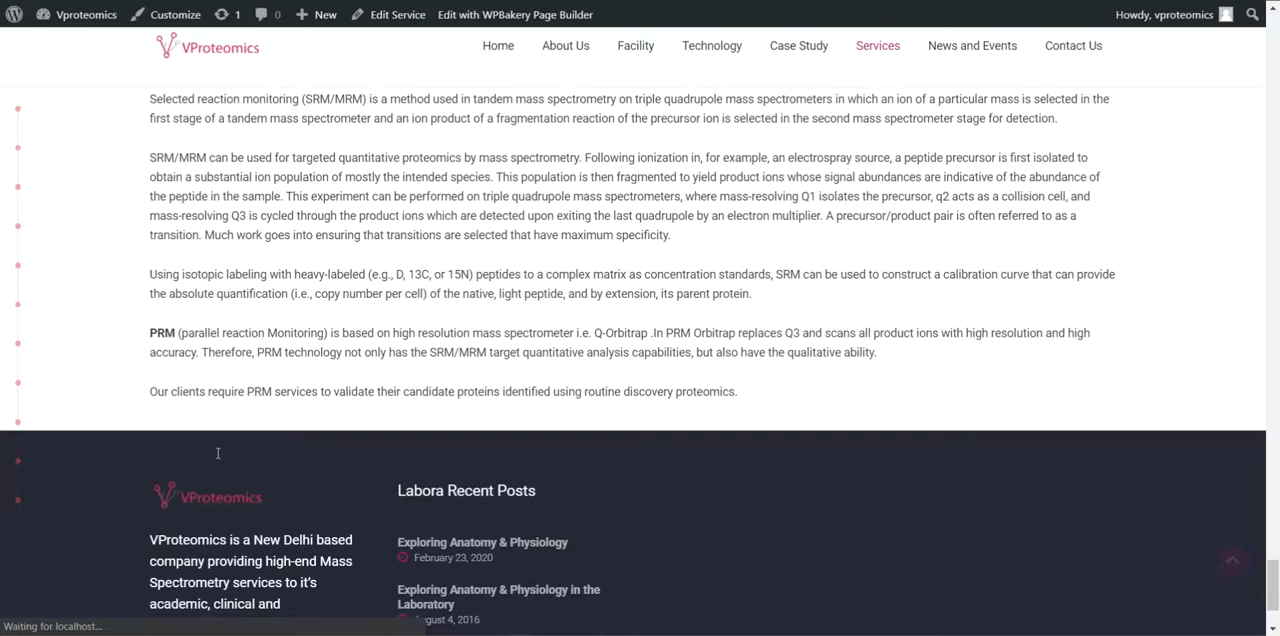 Vproteomics Customize 1 0 New Edit Service Edit with WPBakery Page Builder Howdy, vproteomics
VProteomics Home About Us Facility Technology Case Study Services News and Events Contact Us
Selected reaction monitoring (SRM/MRM) is a method used in tandem mass spectrometry on triple quadrupole mass spectrometers in which an ion of a particular mass is selected in the
first stage of a tandem mass spectrometer and an ion product of a fragmentation reaction of the precursor ion is selected in the second mass spectrometer stage for detection.
SRM/MRM can be used for targeted quantitative proteomics by mass spectrometry. Following ionization in, for example, an electrospray source, a peptide precursor is first isolated to
obtain a substantial ion population of mostly the intended species. This population is then fragmented to yield product ions whose signal abundances are indicative of the abundance of
the peptide in the sample. This experiment can be performed on triple quadrupole mass spectrometers, where mass-resolving Q1 isolates the precursor, q2 acts as a collision cell, and
mass-resolving Q3 is cycled through the product ions which are detected upon exiting the last quadrupole by an electron multiplier. A precursor/product pair is often referred to as a
transition. Much work goes into ensuring that transitions are selected that have maximum specificity.
Using isotopic labeling with heavy-labeled (e.g., D, 13C, or 15N) peptides to a complex matrix as concentration standards, SRM can be used to construct a calibration curve that can provide
the absolute quantification (i.e., copy number per cell) of the native, light peptide, and by extension, its parent protein.
PRM (parallel reaction Monitoring) is based on high resolution mass spectrometer i.e. Q-Orbitrap .In PRM Orbitrap replaces Q3 and scans all product ions with high resolution and high
accuracy. Therefore, PRM technology not only has the SRM/MRM target quantitative analysis capabilities, but also have the qualitative ability.
Our clients require PRM services to validate their candidate proteins identified using routine discovery proteomics.
VProteomics
VProteomics is a New Delhi based
company providing high-end Mass
Spectrometry services to it's
academic, clinical and
Labora Recent Posts
Exploring Anatomy & Physiology
February 23, 2020
Exploring Anatomy & Physiology in the
Laboratory
August 4, 2016
Waiting for localhost...